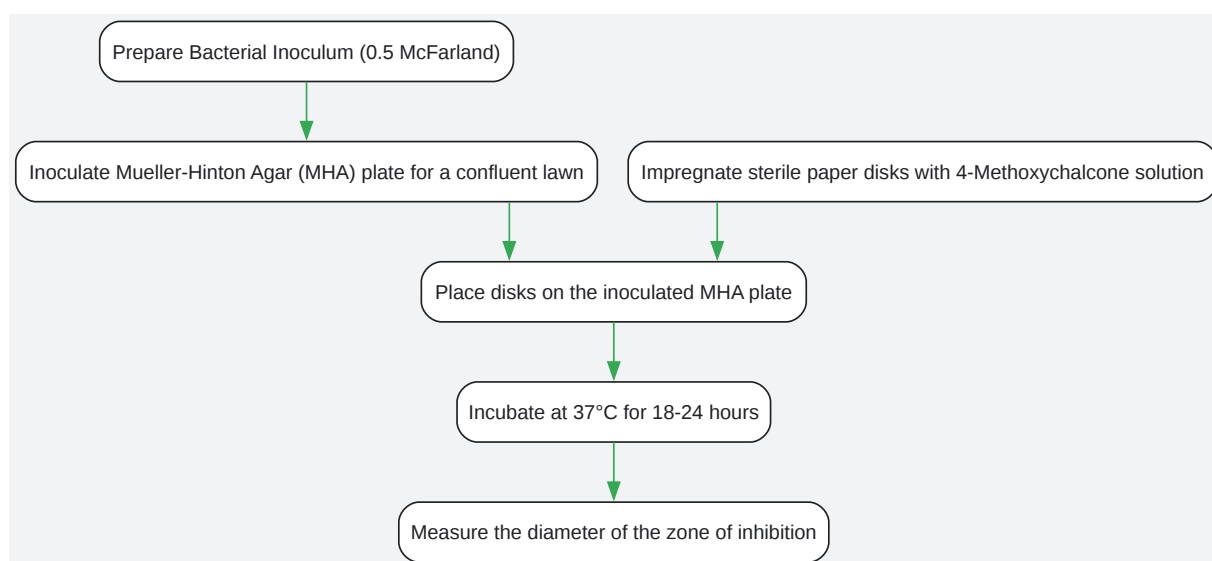 Prepare Bacterial Inoculum (0.5 McFarland)
Inoculate Mueller-Hinton Agar (MHA) plate for a confluent lawn
Impregnate sterile paper disks with 4-Methoxychalcone solution
Place disks on the inoculated MHA plate
Incubate at 37°C for 18-24 hours
Measure the diameter of the zone of inhibition